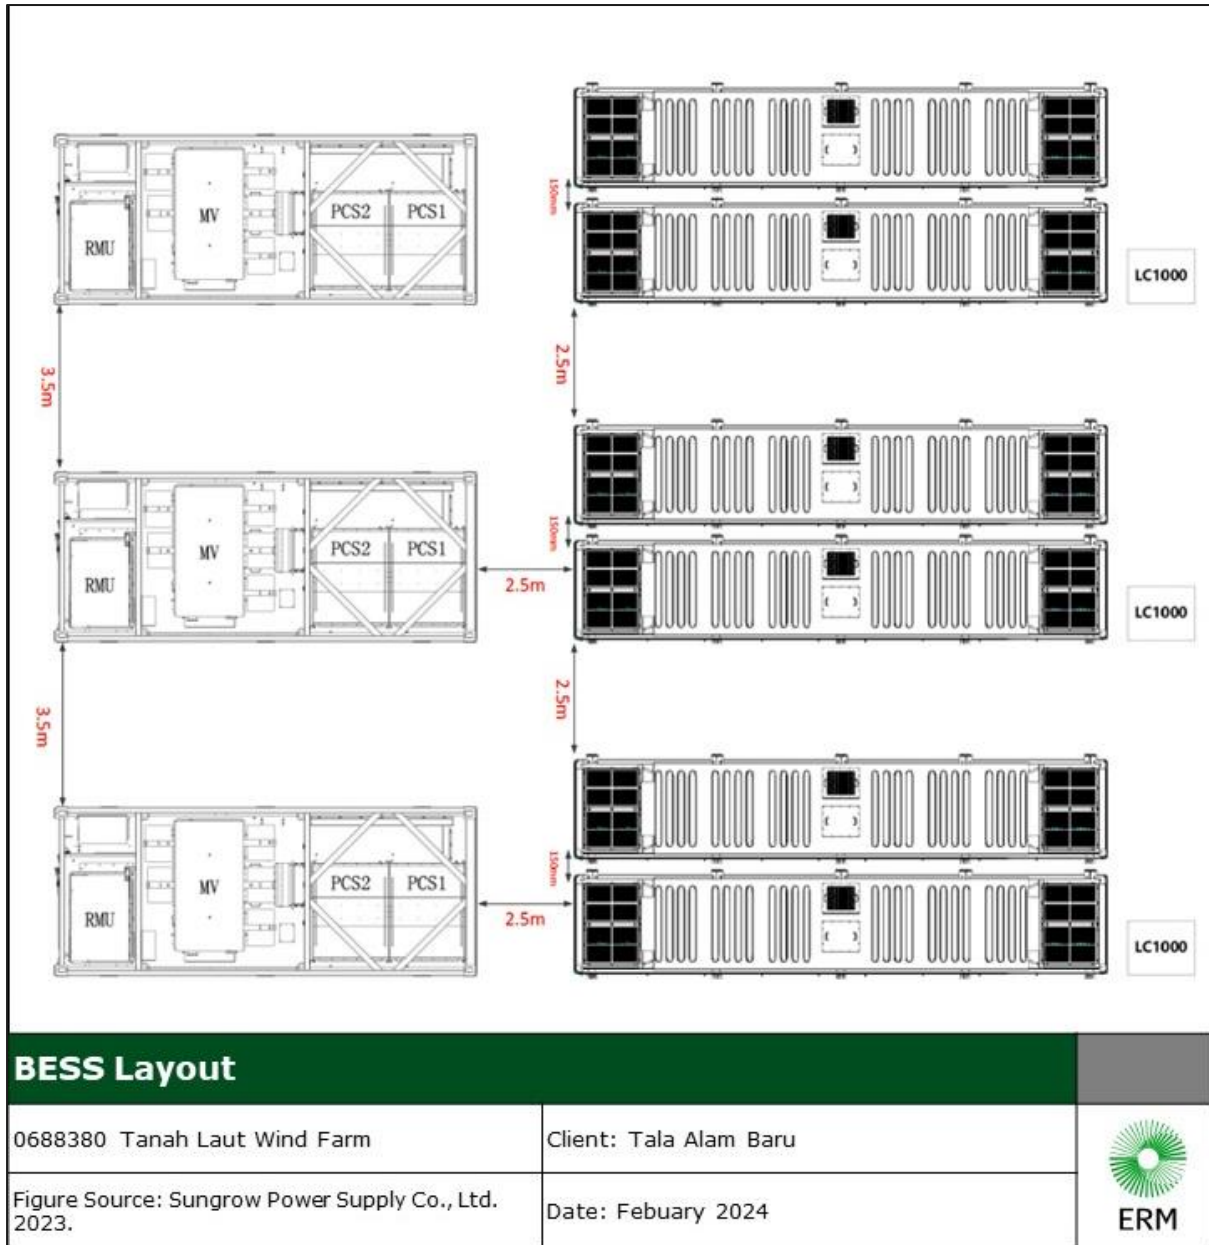 150mm
MV
PCS2 PCS1
RMU
LC1000
3.5m
2.5m
150mm
MV
PCS2 PCS1
RMU
2.5m
LC1000
3.5m
2.5m
150mm
MV
PCS2 PCS1
RMU
2.5m
LC1000
BESS Layout
0688380 Tanah Laut Wind Farm
Client: Tala Alam Baru
Figure Source: Sungrow Power Supply Co., Ltd.
2023.
Date: Febuary 2024
ERM